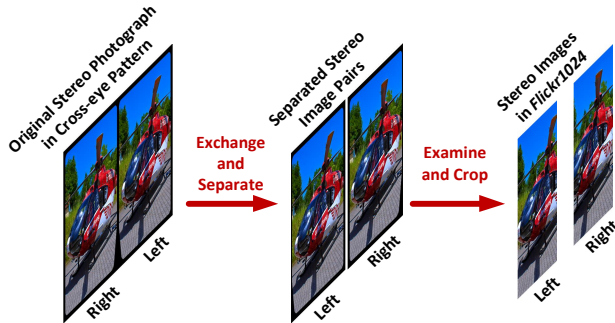 Original Stereo Photograph
in Cross-eye Pattern
Right
Left
Exchange
and
Separate
Separated Stereo
Image Pairs
Left
Right
Examine
and Crop
Stereo Images
in Flickr1024
Left
Right